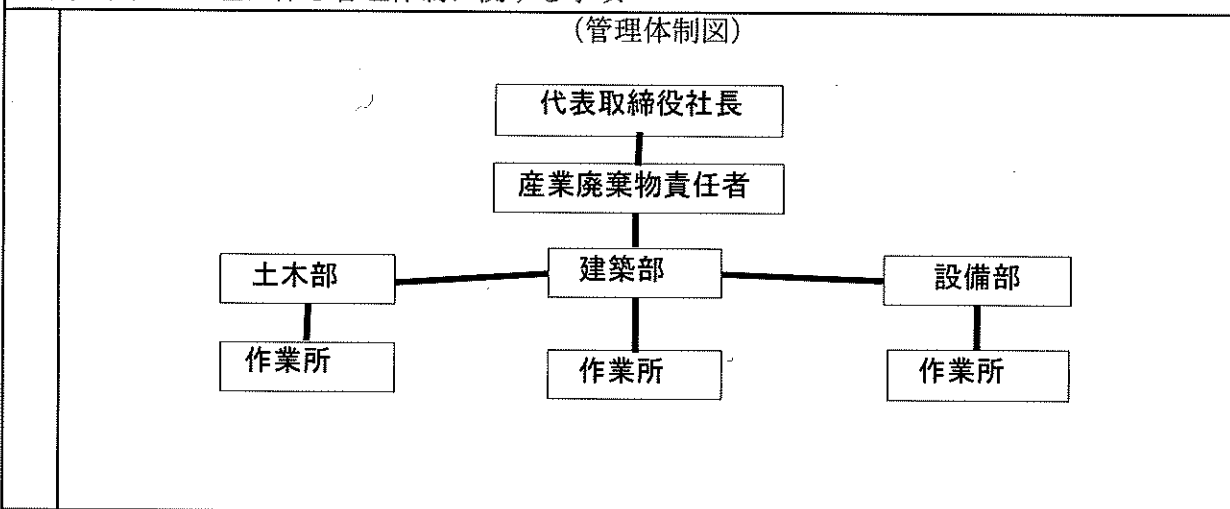 (管理体制図)
代表取締役社長
産業廃棄物責任者
土木部
建築部
設備部
作業所
作業所
作業所